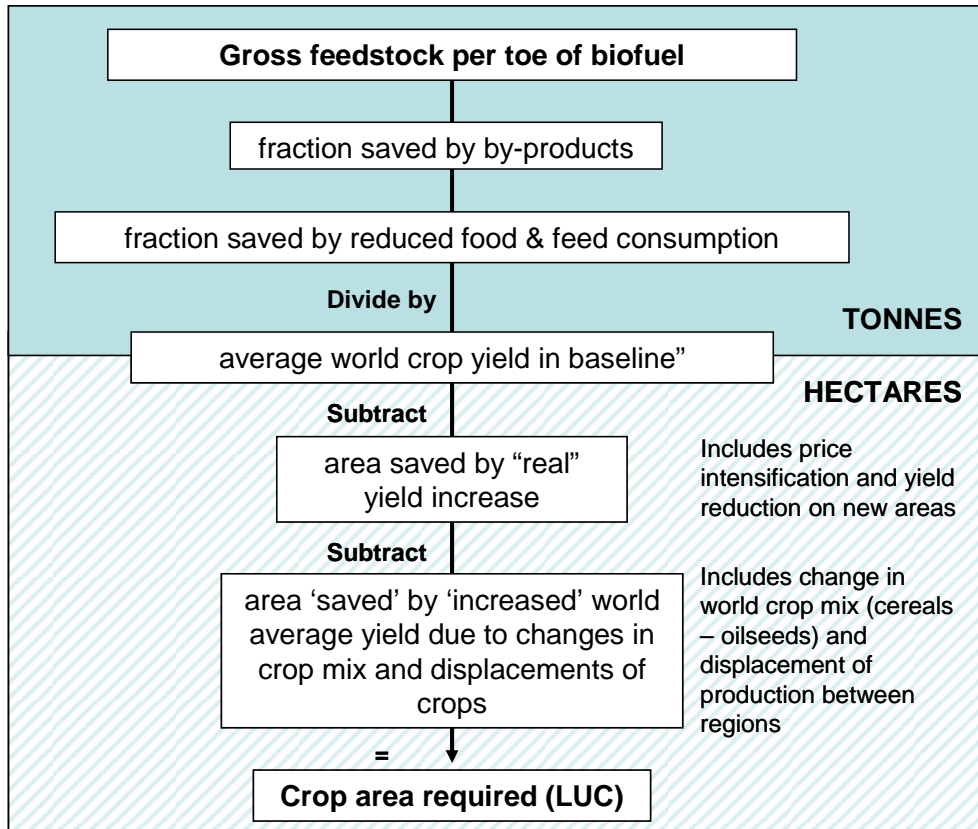 Gross feedstock per toe of biofuel
fraction saved by by-products
fraction saved by reduced food & feed consumption
Divide by
TONNES
average world crop yield in baseline”
HECTARES
Subtract
area saved by “real”
yield increase
Includes price
intensification and yield
reduction on new areas
Subtract
area ‘saved’ by ‘increased’ world
average yield due to changes in
crop mix and displacements of
crops
Includes change in
world crop mix (cereals
– oilseeds) and
displacement of
production between
regions
=
Crop area required (LUC)